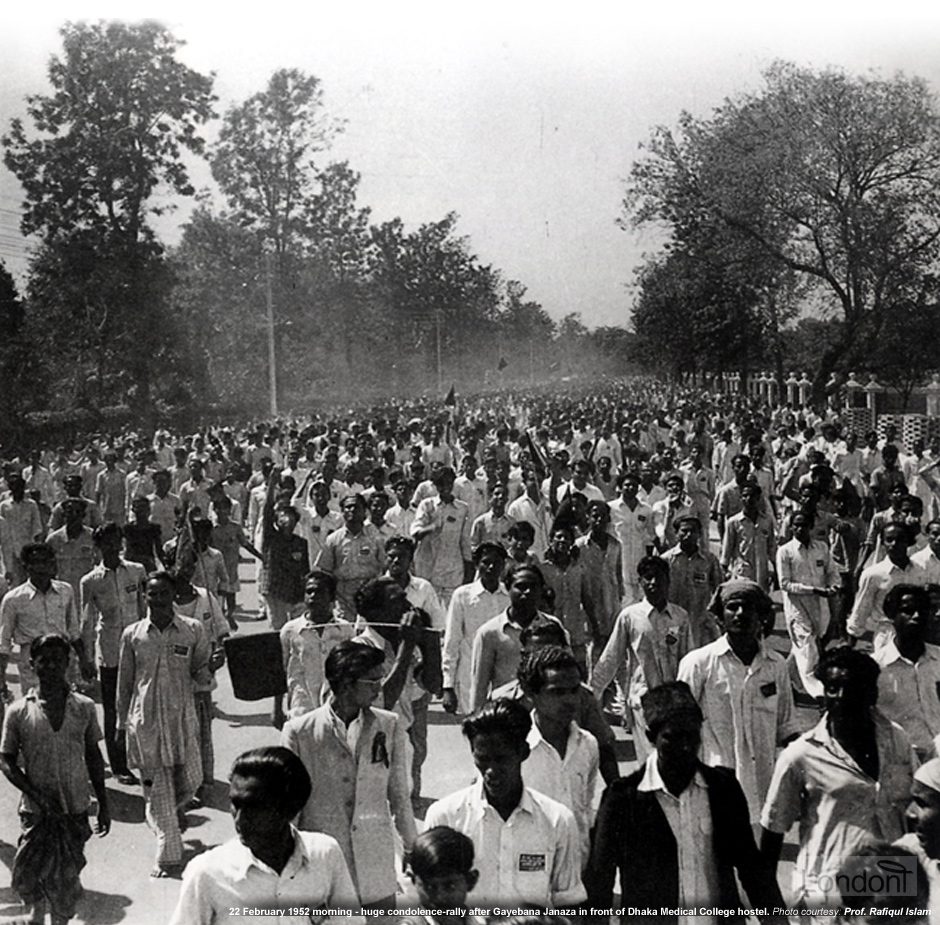 LondonI
22 February 1952 morning - huge condolence-rally after Gayebana Janaza in front of Dhaka Medical College hostel. Photo courtesy: Prof. Rafiqul Islam